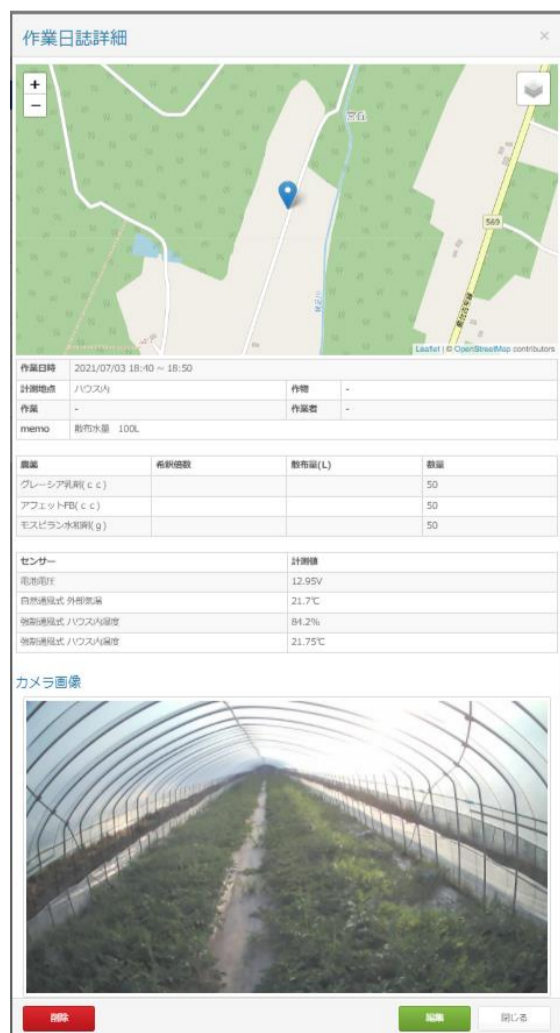 作業日誌詳細 ×
+
−
宮石
569
Leaflet | © OpenStreetMap contributors
作業日時 2021/07/03 18:40 ~ 18:50
計測地点 ハウス内 作物 -
作業 - 作業者 -
memo 散布水量 100L
農薬 希釈倍数 散布量(L) 数量
グレーシア乳剤(ｃｃ) 50
アフェットFB(ｃｃ) 50
モスピラン水和剤(ｇ) 50
センサー 計測値
電池電圧 12.95V
自然通風式 外部気温 21.7℃
強制通風式 ハウス内湿度 84.2%
強制通風式 ハウス内温度 21.75℃
カメラ画像
削除 編集 閉じる